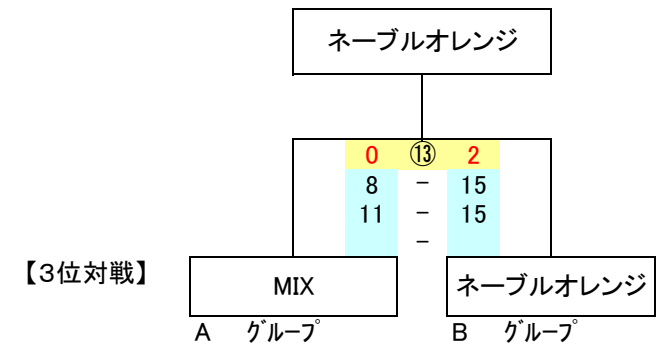 ネーブルオレンジ
0 ⑬ 2
8 − 15
11 − 15
−
【3位対戦】 MIX ネーブルオレンジ
A グループ B グループ